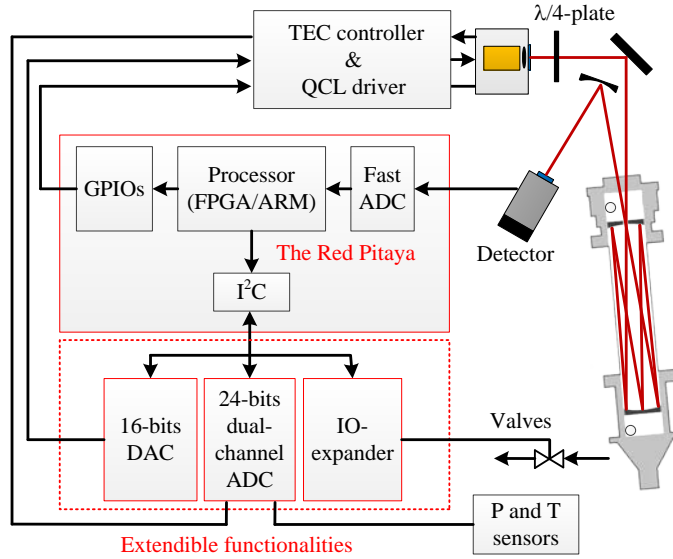 TEC controller
&
QCL driver
λ/4-plate
GPIOs
Processor
(FPGA/ARM)
Fast
ADC
Detector
The Red Pitaya
I²C
16-bits
DAC
24-bits
dual-
channel
ADC
IO-
expander
Valves
P and T
sensors
Extendible functionalities